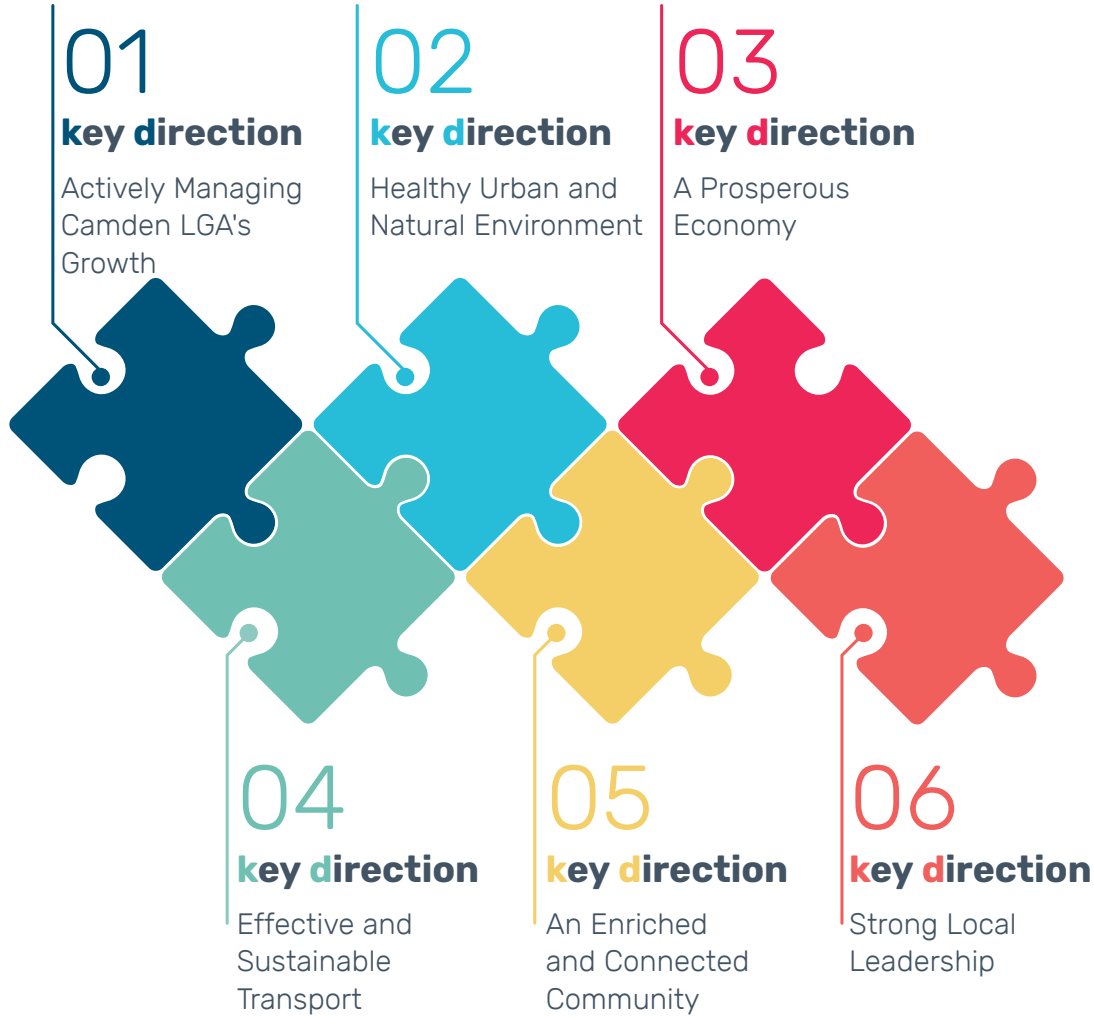 01
key direction
Actively Managing
Camden LGA's
Growth
02
key direction
Healthy Urban and
Natural Environment
03
key direction
A Prosperous
Economy
04
key direction
Effective and
Sustainable
Transport
05
key direction
An Enriched
and Connected
Community
06
key direction
Strong Local
Leadership